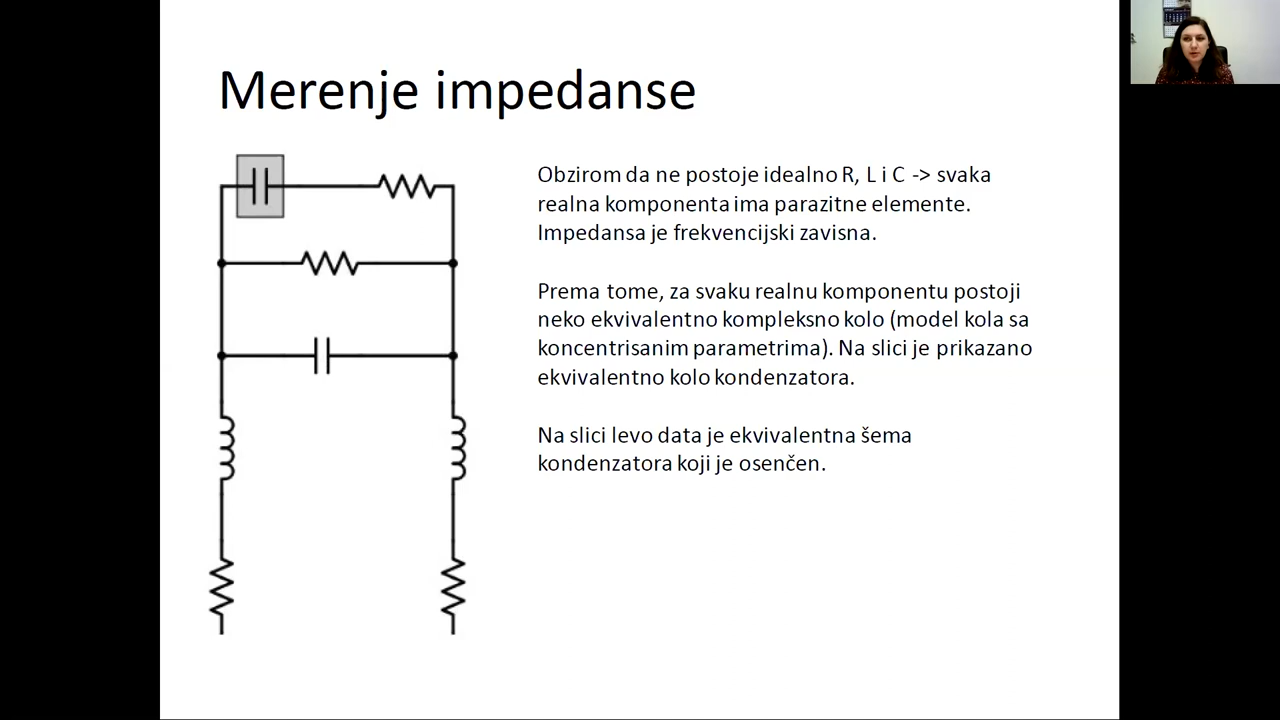 Merenje impedanse
Obzirom da ne postoje idealno R, L i C -> svaka
realna komponenta ima parazitne elemente.
Impedansa je frekvencijski zavisna.
Prema tome, za svaku realnu komponentu postoji
neko ekvivalentno kompleksno kolo (model kola sa
koncentrisanim parametrima). Na slici je prikazano
ekvivalentno kolo kondenzatora.
Na slici levo data je ekvivalentna šema
kondenzatora koji je osenčen.